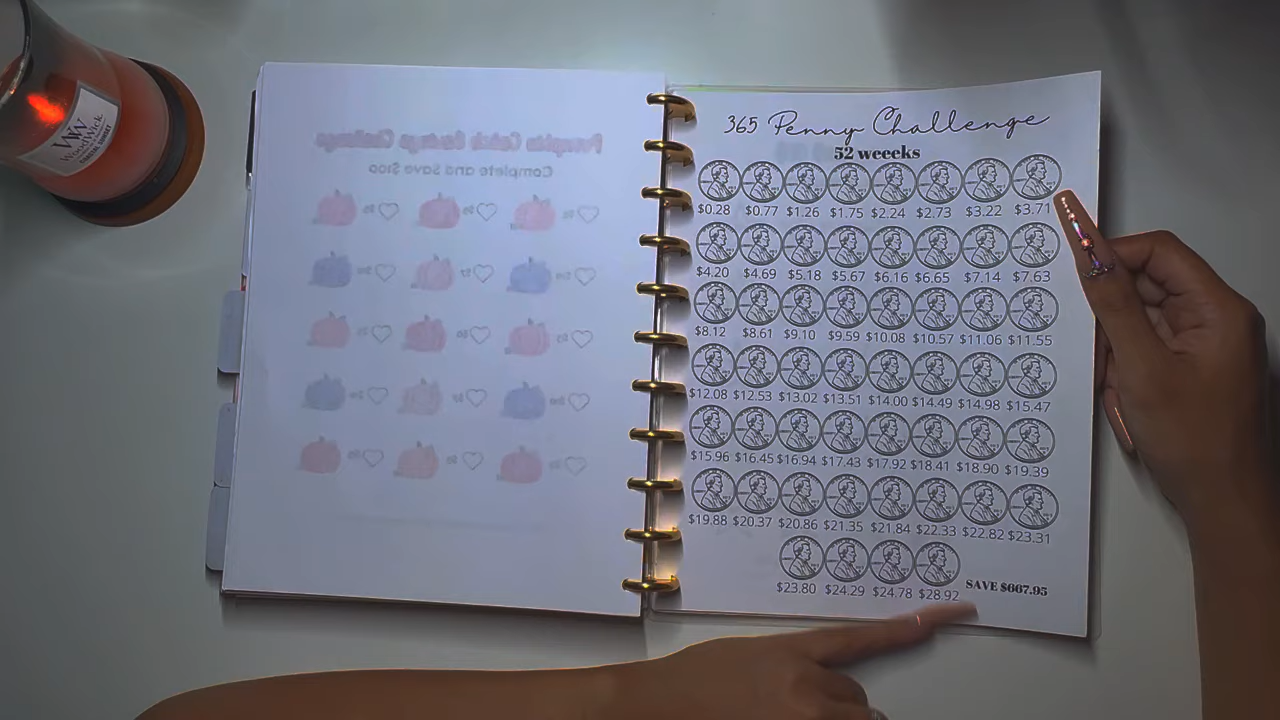 WW
WoodWick
Pumpkin Patch Savings Challenge
Complete and Save $100
365 Penny Challenge
52 weeeks
$0.28 $0.77 $1.26 $1.75 $2.24 $2.73 $3.22 $3.71
$4.20 $4.69 $5.18 $5.67 $6.16 $6.65 $7.14 $7.63
$8.12 $8.61 $9.10 $9.59 $10.08 $10.57 $11.06 $11.55
$12.08 $12.53 $13.02 $13.51 $14.00 $14.49 $14.98 $15.47
$15.96 $16.45 $16.94 $17.43 $17.92 $18.41 $18.90 $19.39
$19.88 $20.37 $20.86 $21.35 $21.84 $22.33 $22.82 $23.31
$23.80 $24.29 $24.78 $28.92
SAVE $667.95